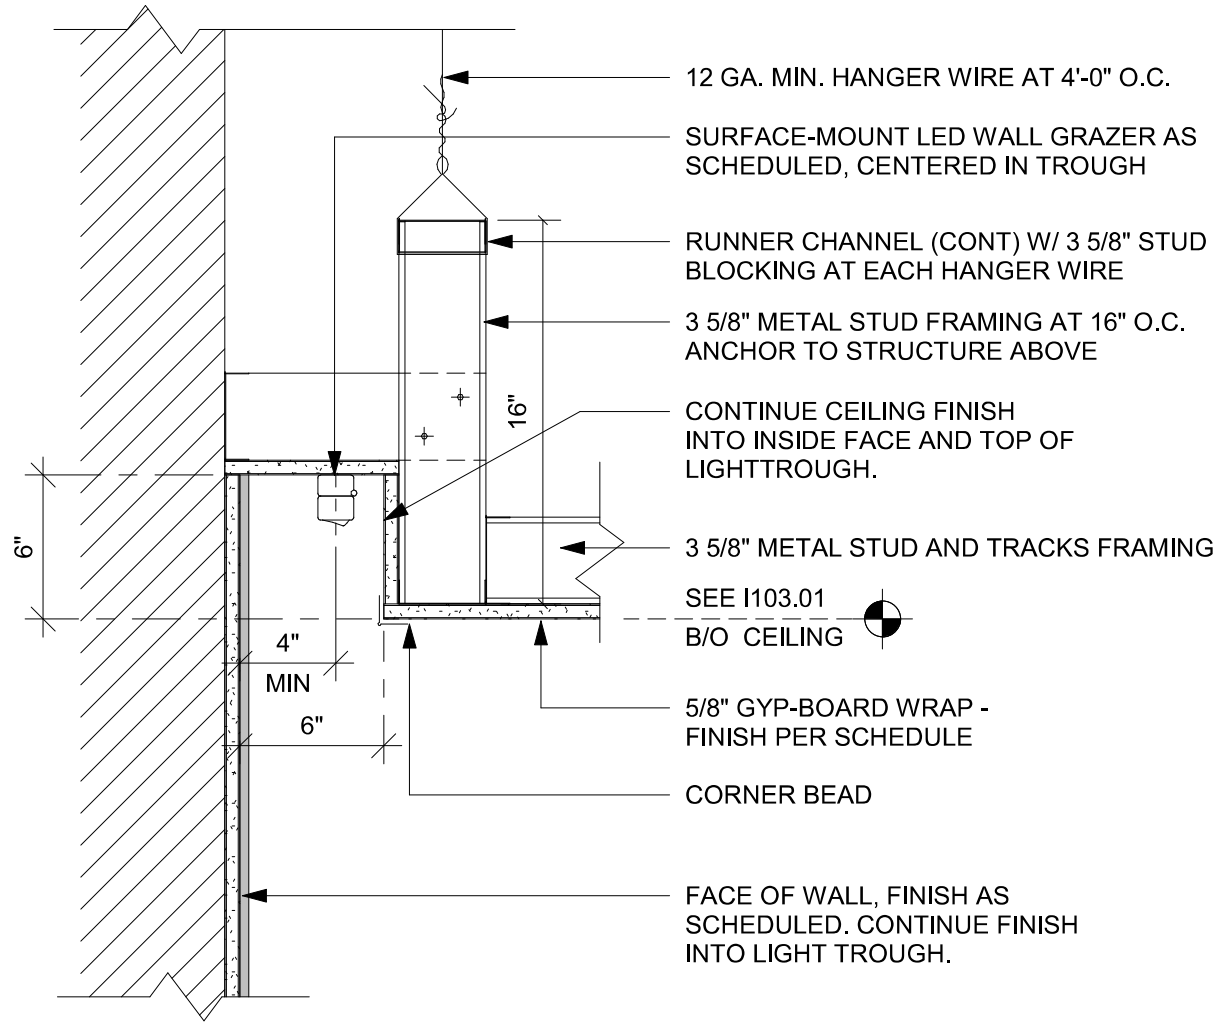 12 GA. MIN. HANGER WIRE AT 4'-0" O.C.
SURFACE-MOUNT LED WALL GRAZER AS
SCHEDULED, CENTERED IN TROUGH
RUNNER CHANNEL (CONT) W/ 3 5/8" STUD
BLOCKING AT EACH HANGER WIRE
3 5/8" METAL STUD FRAMING AT 16" O.C.
ANCHOR TO STRUCTURE ABOVE
16"
CONTINUE CEILING FINISH
INTO INSIDE FACE AND TOP OF
LIGHTTROUGH.
6"
3 5/8" METAL STUD AND TRACKS FRAMING
SEE I103.01
B/O CEILING
4"
MIN
6"
5/8" GYP-BOARD WRAP -
FINISH PER SCHEDULE
CORNER BEAD
FACE OF WALL, FINISH AS
SCHEDULED. CONTINUE FINISH
INTO LIGHT TROUGH.